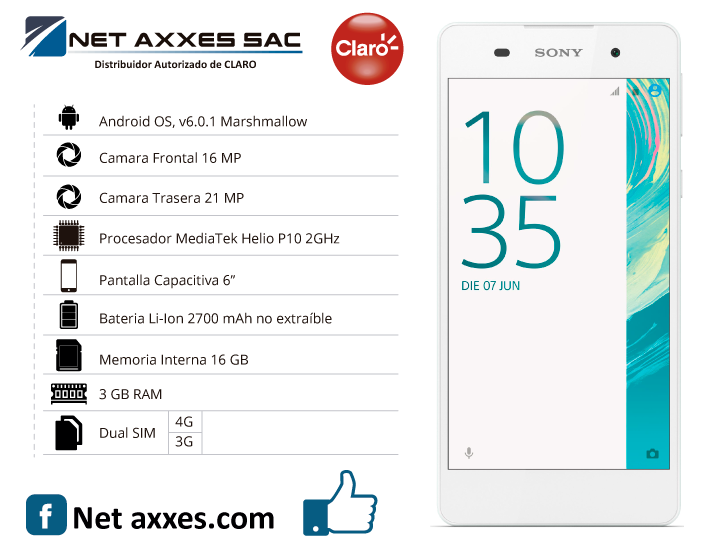 NET AXXES SAC
Distribuidor Autorizado de CLARO
Claro
Android OS, v6.0.1 Marshmallow
Camara Frontal 16 MP
Camara Trasera 21 MP
Procesador MediaTek Helio P10 2GHz
Pantalla Capacitiva 6”
Bateria Li-Ion 2700 mAh no extraíble
Memoria Interna 16 GB
3 GB RAM
Dual SIM
4G
3G
f Net axxes.com
SONY
10
35
DIE 07 JUN